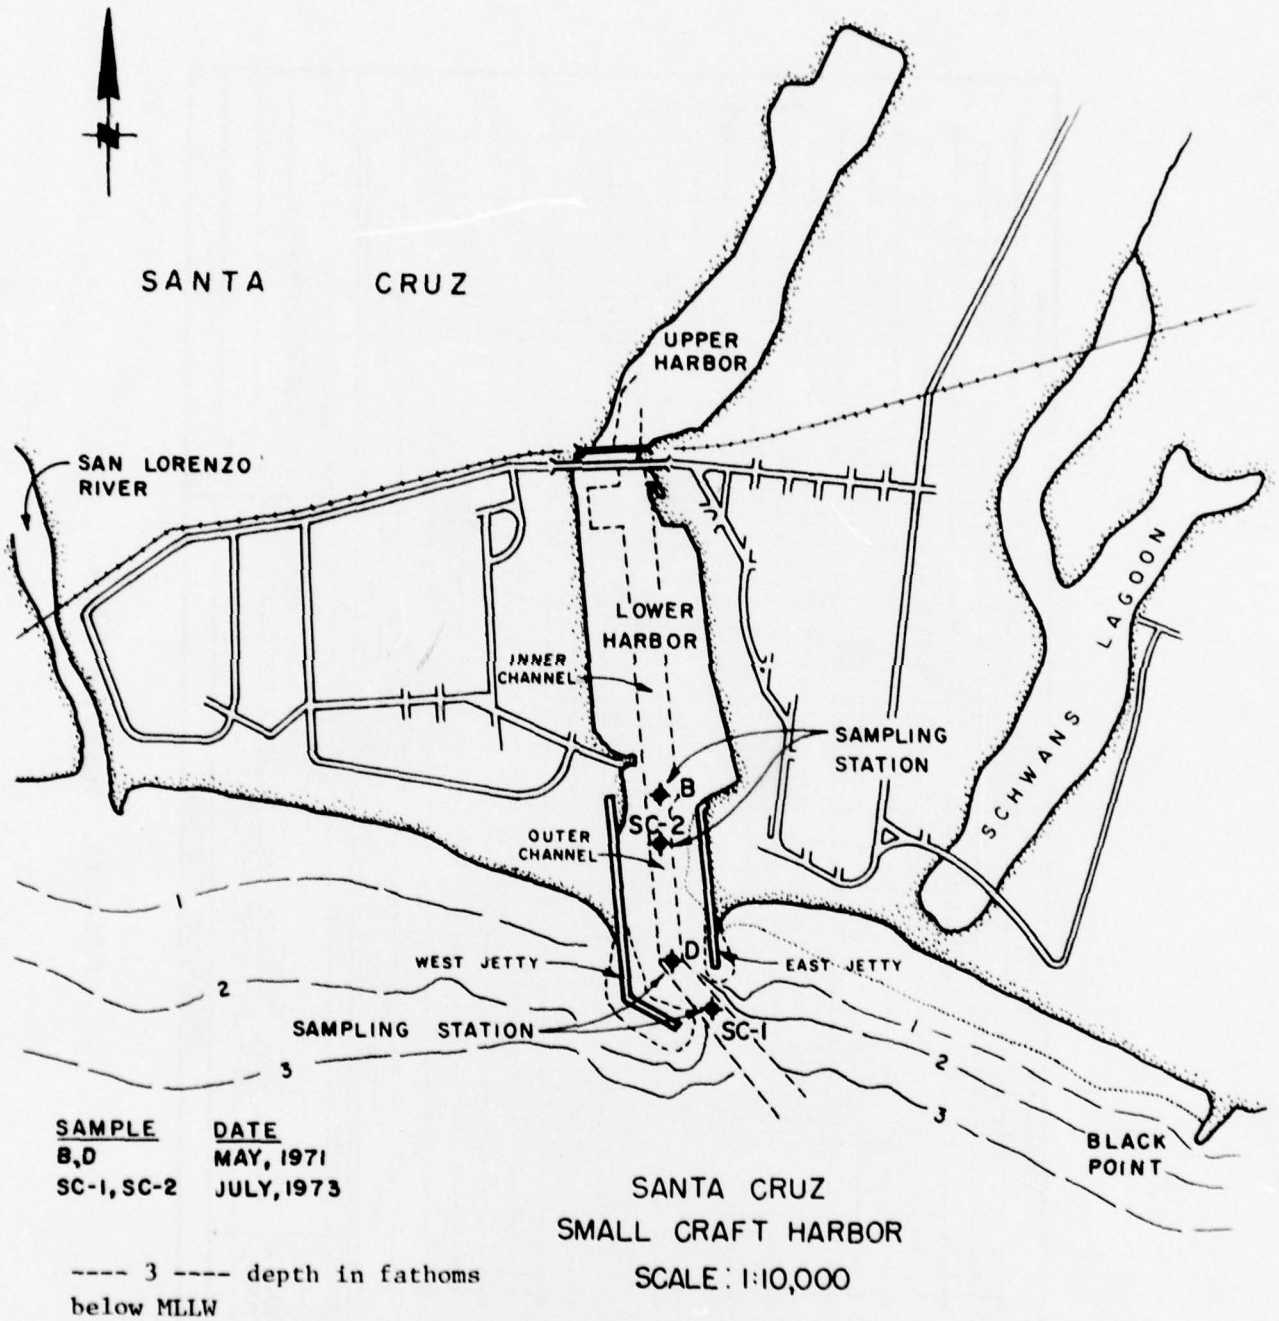 N
SANTA CRUZ
UPPER
HARBOR
SAN LORENZO
RIVER
LOWER
HARBOR
INNER
CHANNEL
SCHWANS LAGOON
SAMPLING
STATION
B
SC-2
OUTER
CHANNEL
D
WEST JETTY
EAST JETTY
SAMPLING STATION
SC-1
1
2
3
1
2
3
BLACK
POINT
SAMPLE DATE
B,D MAY, 1971
SC-1, SC-2 JULY, 1973
SANTA CRUZ
SMALL CRAFT HARBOR
SCALE: 1:10,000
---- 3 ---- depth in fathoms
below MLLW